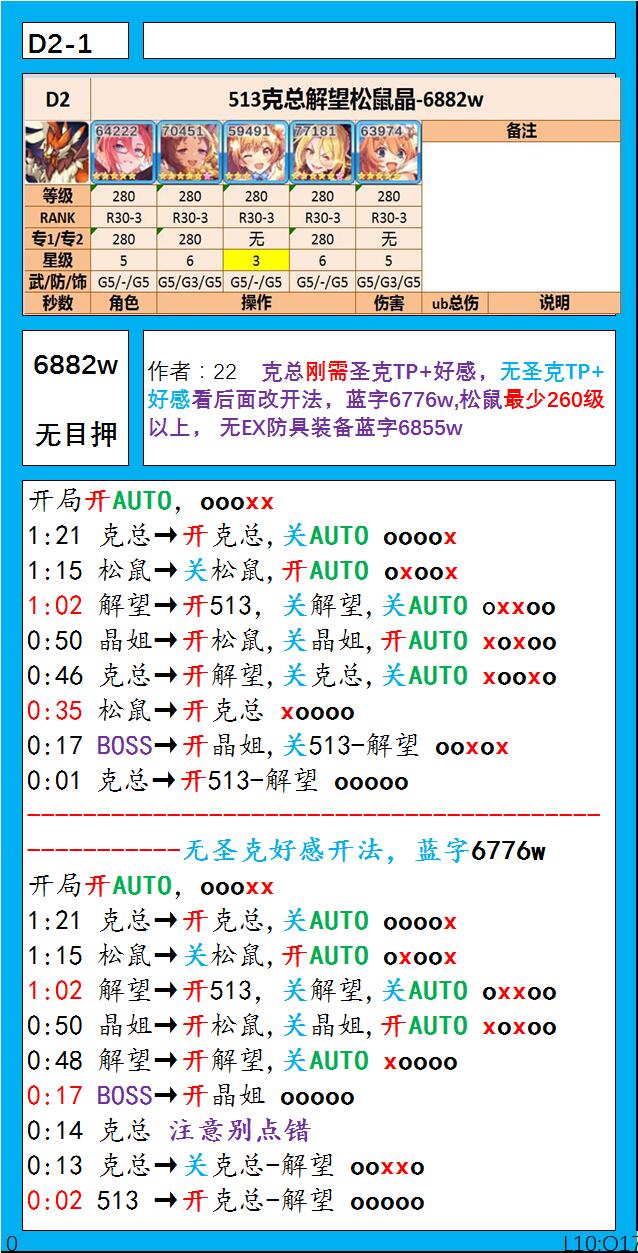 D2-1
D2 513克总解望松鼠晶-6882w
64222 70451 59491 77181 63974 备注
等级 280 280 280 280 280
RANK R30-3 R30-3 R30-3 R30-3 R30-3
专1/专2 280 280 无 280 无
星级 5 6 3 6 5
武/防/饰 G5/-/G5 G5/G3/G5 G5/-/G5 G5/-/G5 G5/G3/G5
秒数 角色 操作 伤害 ub总伤 说明
6882w
无目押
作者：22 克总刚需圣克TP+好感，无圣克TP+
好感看后面改开法，蓝字6776w,松鼠最少260级
以上， 无EX防具装备蓝字6855w
开局开AUTO，oooxx
1:21 克总→开克总,关AUTO oooox
1:15 松鼠→关松鼠,开AUTO oxoox
1:02 解望→开513, 关解望,关AUTO oxxoo
0:50 晶姐→开松鼠,关晶姐,开AUTO xoxoo
0:46 克总→开解望,关克总,关AUTO xooxo
0:35 松鼠→开克总 xoooo
0:17 BOSS→开晶姐,关513-解望 ooxox
0:01 克总→开513-解望 ooooo
-----------------------------------------
-----------无圣克好感开法，蓝字6776w
开局开AUTO，oooxx
1:21 克总→开克总,关AUTO oooox
1:15 松鼠→关松鼠,开AUTO oxoox
1:02 解望→开513, 关解望,关AUTO oxxoo
0:50 晶姐→开松鼠,关晶姐,开AUTO xoxoo
0:48 解望→开解望,关AUTO xoooo
0:17 BOSS→开晶姐 ooooo
0:14 克总 注意别点错
0:13 克总→关克总-解望 ooxxo
0:02 513 →开克总-解望 ooooo
0 L10:O17